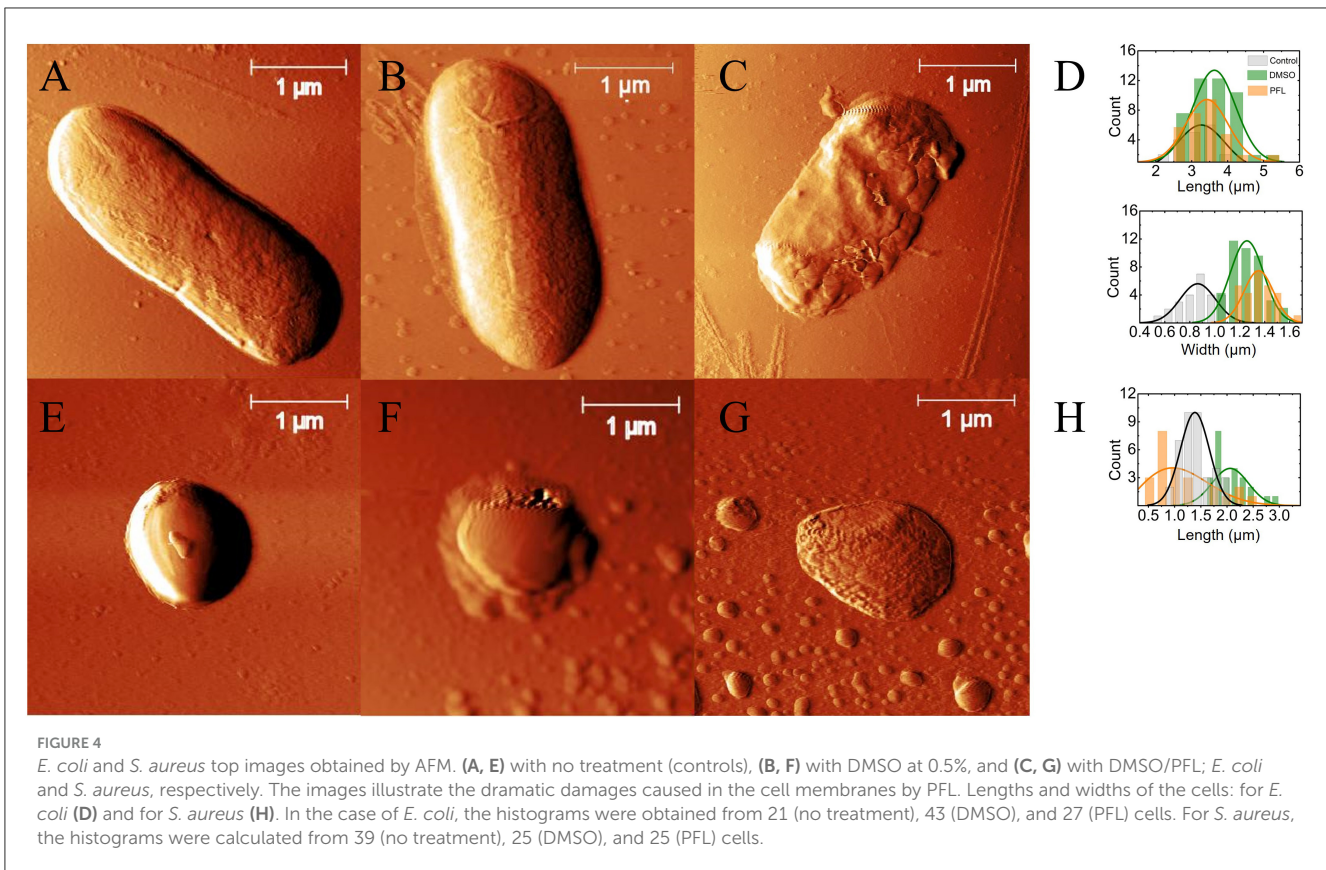 A
1 µm
B
1 µm
C
1 µm
D
16
12
8
4
Count
Control
DMSO
PFL
2 3 4 5 6
Length (µm)
16
12
8
4
Count
0.4 0.6 0.8 1.0 1.2 1.4 1.6
Width (µm)
E
1 µm
F
1 µm
G
1 µm
H
12
9
6
3
Count
0.5 1.0 1.5 2.0 2.5 3.0
Length (µm)
FIGURE 4
E. coli and S. aureus top images obtained by AFM. (A, E) with no treatment (controls), (B, F) with DMSO at 0.5%, and (C, G) with DMSO/PFL; E. coli
and S. aureus, respectively. The images illustrate the dramatic damages caused in the cell membranes by PFL. Lengths and widths of the cells: for E.
coli (D) and for S. aureus (H). In the case of E. coli, the histograms were obtained from 21 (no treatment), 43 (DMSO), and 27 (PFL) cells. For S. aureus,
the histograms were calculated from 39 (no treatment), 25 (DMSO), and 25 (PFL) cells.